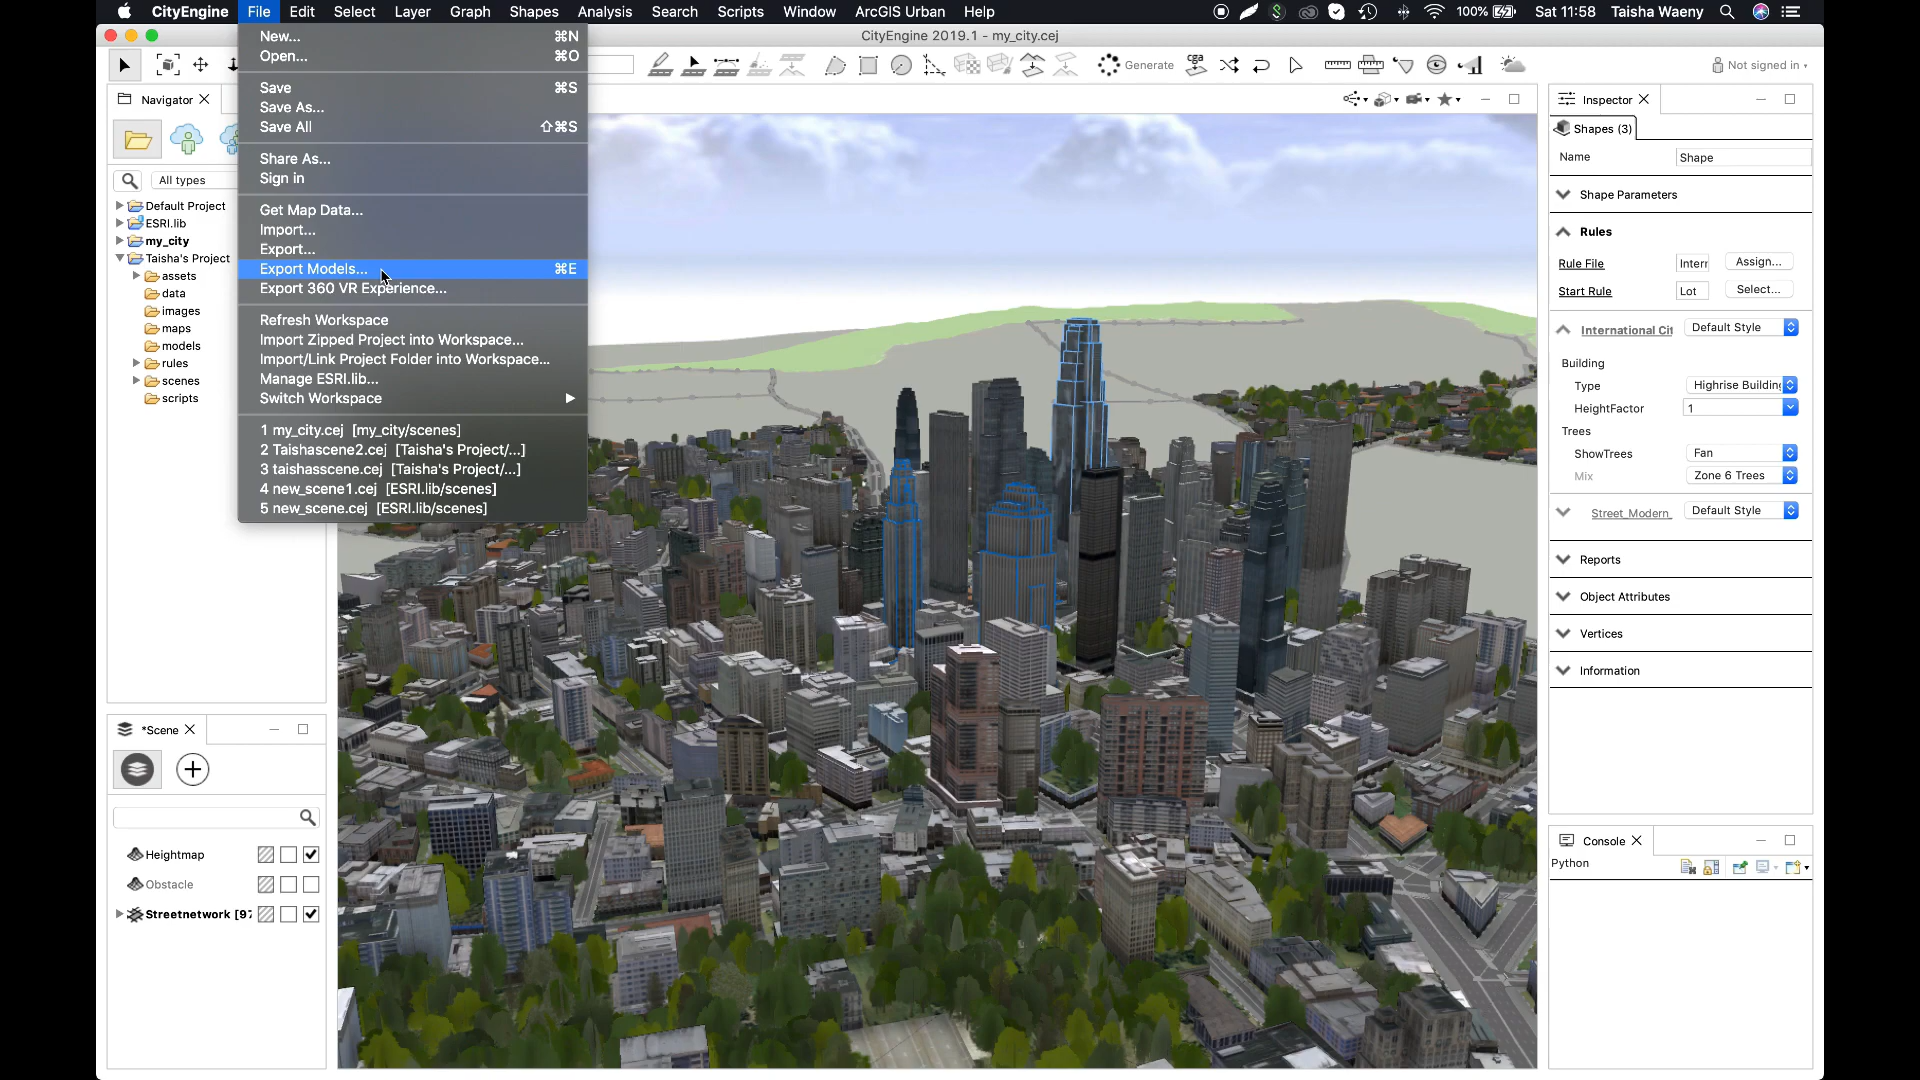 CityEngine File Edit Select Layer Graph Shapes Analysis Search Scripts Window ArcGIS Urban Help 100% Sat 11:58 Taisha Waeny
CityEngine 2019.1 - my_city.cej
New... ⌘N
Open... ⌘O
Save ⌘S
Save As...
Save All ⇧⌘S
Share As...
Sign in
Get Map Data...
Import...
Export...
Export Models... ⌘E
Export 360 VR Experience...
Refresh Workspace
Import Zipped Project into Workspace...
Import/Link Project Folder into Workspace...
Manage ESRI.lib...
Switch Workspace
1 my_city.cej [my_city/scenes]
2 Taishascene2.cej [Taisha's Project/...]
3 taishasscene.cej [Taisha's Project/...]
4 new_scene1.cej [ESRI.lib/scenes]
5 new_scene.cej [ESRI.lib/scenes]
cga
Generate
Not signed in
Navigator
All types
Default Project
ESRI.lib
my_city
Taisha's Project
assets
data
images
maps
models
rules
scenes
scripts
*Scene
Heightmap
Obstacle
Streetnetwork [97
Inspector
Shapes (3)
Name Shape
Shape Parameters
Rules
Rule File Intern Assign...
Start Rule Lot Select...
International Cit Default Style
Building
Type Highrise Building
HeightFactor 1
Trees
ShowTrees Fan
Mix Zone 6 Trees
Street_Modern_ Default Style
Reports
Object Attributes
Vertices
Information
Console
Python